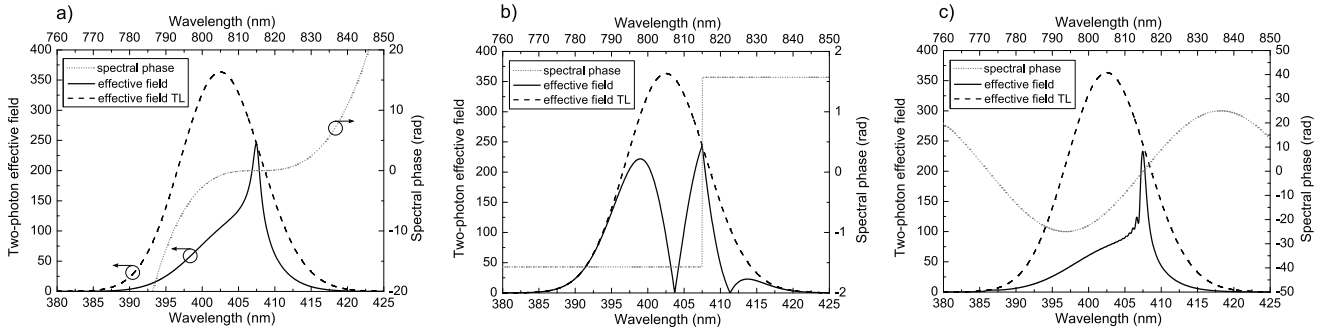 a)
Wavelength (nm)
760 770 780 790 800 810 820 830 840 850
400 350 300 250 200 150 100 50 0
Two-photon effective field
spectral phase
effective field
effective field TL
20 10 0 -10 -20
Spectral phase (rad)
380 385 390 395 400 405 410 415 420 425
Wavelength (nm)
b)
Wavelength (nm)
760 770 780 790 800 810 820 830 840 850
400 350 300 250 200 150 100 50 0
Two-photon effective field
spectral phase
effective field
effective field TL
2 1 0 -1 -2
Spectral phase (rad)
380 385 390 395 400 405 410 415 420 425
Wavelength (nm)
c)
Wavelength (nm)
760 770 780 790 800 810 820 830 840 850
400 350 300 250 200 150 100 50 0
Two-photon effective field
spectral phase
effective field
effective field TL
50 40 30 20 10 0 -10 -20 -30 -40 -50
Spectral phase (rad)
380 385 390 395 400 405 410 415 420 425
Wavelength (nm)